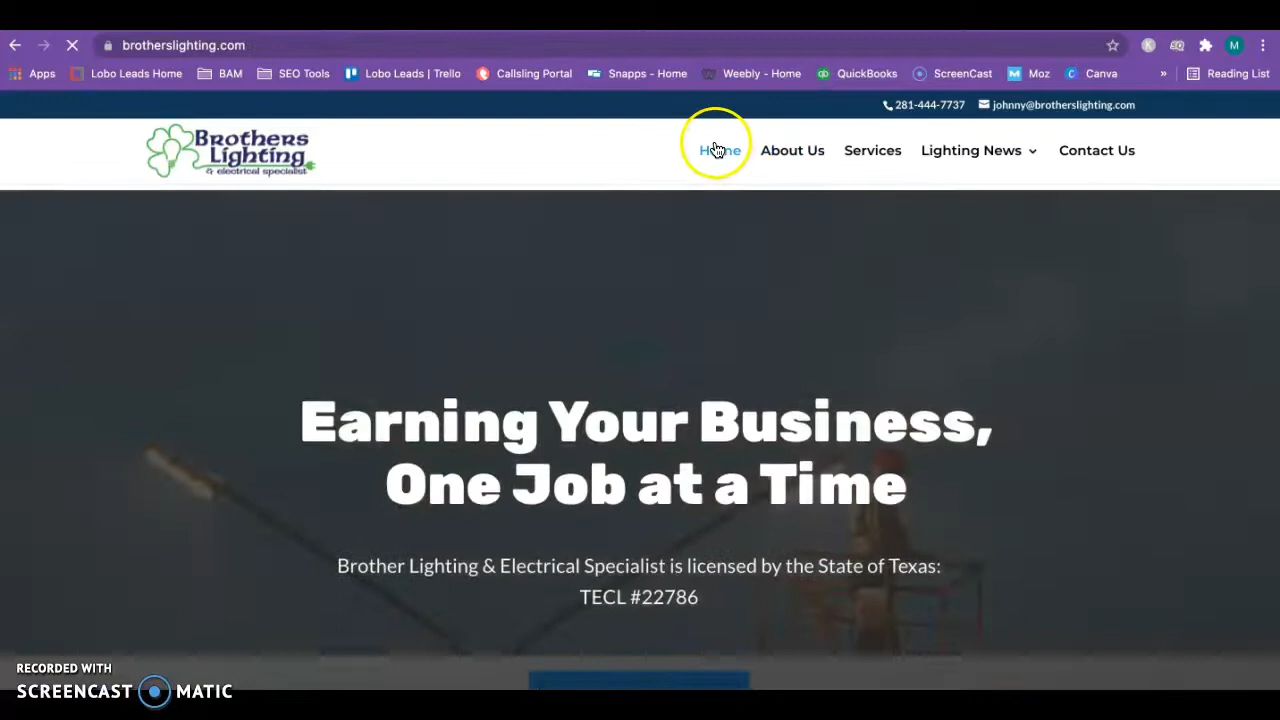 brotherslighting.com
M
Apps
Lobo Leads Home
BAM
SEO Tools
Lobo Leads | Trello
Callsling Portal
Snapps - Home
Weebly - Home
QuickBooks
ScreenCast
Moz
Canva
»
Reading List
281-444-7737
johnny@brotherslighting.com
Brothers
Lighting
& electrical specialist
Home
About Us
Services
Lighting News
Contact Us
Earning Your Business,
One Job at a Time
Brother Lighting & Electrical Specialist is licensed by the State of Texas:
TECL #22786
RECORDED WITH
SCREENCAST MATIC